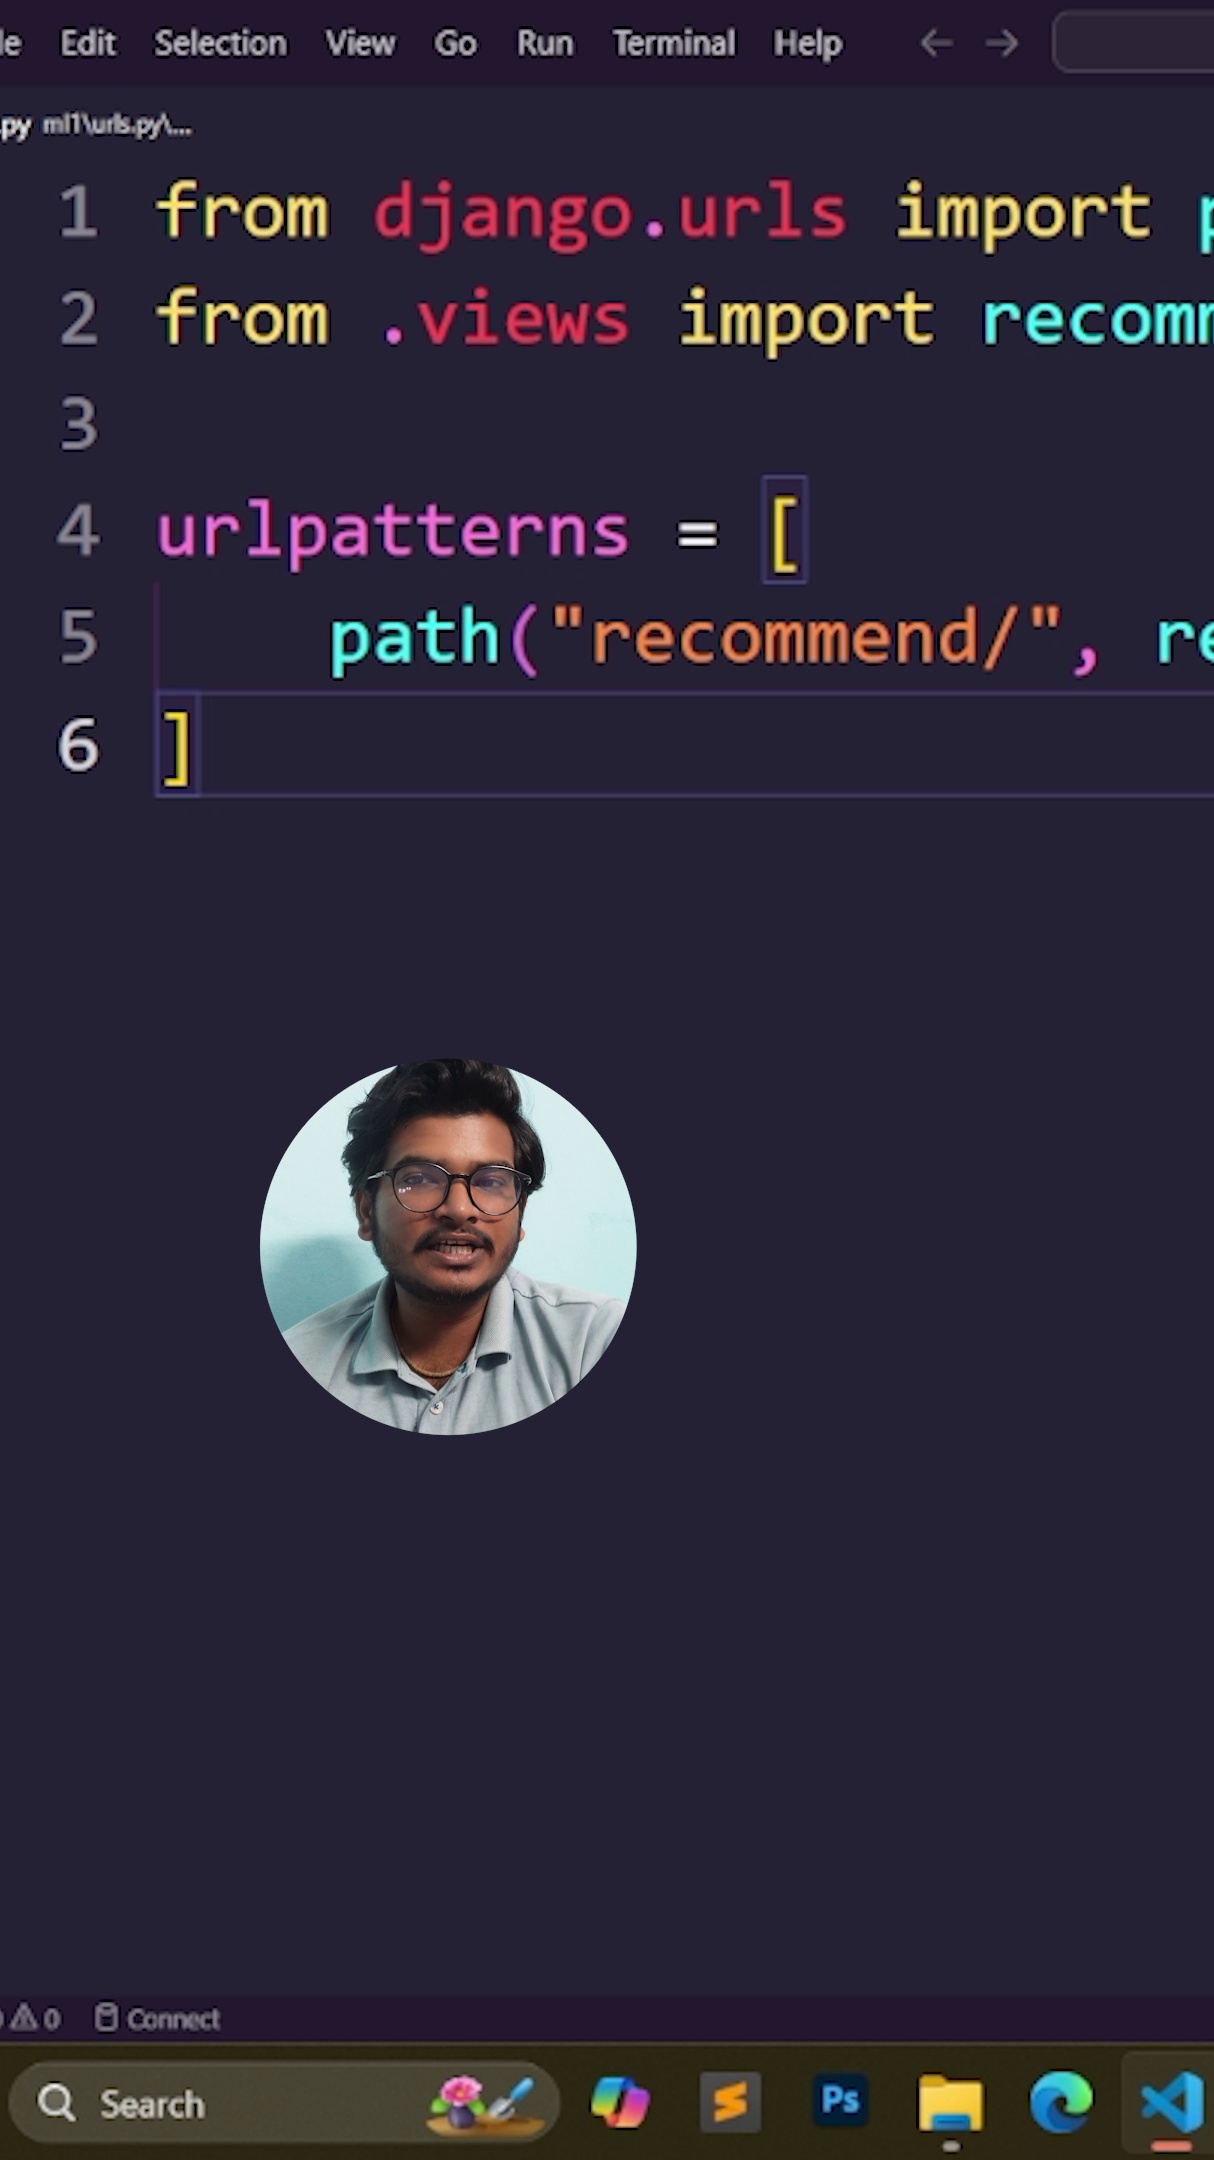 Edit Selection View Go Run Terminal Help
.py ml1\urls.py\...
1 from django.urls import
2 from .views import recomm
3
4 urlpatterns = [
5 path("recommend/", re
6 ]
0 Connect
Search Ps